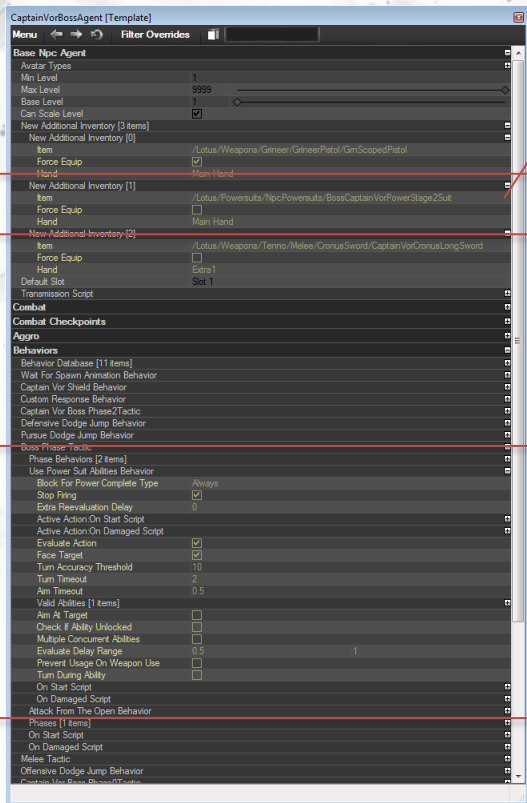 CaptainVorBossAgent [Template]
Menu Filter Overrides
Base Npc Agent
Avatar Types
Min Level 1
Max Level 9999
Base Level 1
Can Scale Level
New Additional Inventory [3 items]
New Additional Inventory [0]
Item /Lotus/Weapons/Grineer/GrineerPistol/GrnScopedPistol
Force Equip
Hand Main Hand
New Additional Inventory [1]
Item /Lotus/Powersuits/NpcPowersuits/BossCaptainVorPowerStage2Suit
Force Equip
Hand Main Hand
New Additional Inventory [2]
Item /Lotus/Weapons/Tenno/Melee/CronusSword/CaptainVorCronusLongSword
Force Equip
Hand Extra1
Default Slot Slot 1
Transmission Script
Combat
Combat Checkpoints
Aggro
Behaviors
Behavior Database [11 items]
Wait For Spawn Animation Behavior
Captain Vor Shield Behavior
Custom Response Behavior
Captain Vor Boss Phase2Tactic
Defensive Dodge Jump Behavior
Pursue Dodge Jump Behavior
Boss Phase Tactic
Phase Behaviors [2 items]
Use Power Suit Abilities Behavior
Block For Power Complete Type Always
Stop Firing
Extra Reevaluation Delay 0
Active Action:On Start Script
Active Action:On Damaged Script
Evaluate Action
Face Target
Turn Accuracy Threshold 10
Turn Timeout 2
Aim Timeout 0.5
Valid Abilities [1 items]
Aim At Target
Check If Ability Unlocked
Multiple Concurrent Abilities
Evaluate Delay Range 0.5 1
Prevent Usage On Weapon Use
Turn During Ability
On Start Script
On Damaged Script
Attack From The Open Behavior
Phases [1 items]
On Start Script
On Damaged Script
Melee Tactic
Offensive Dodge Jump Behavior
Captain Vor Boss Phase0Tactic